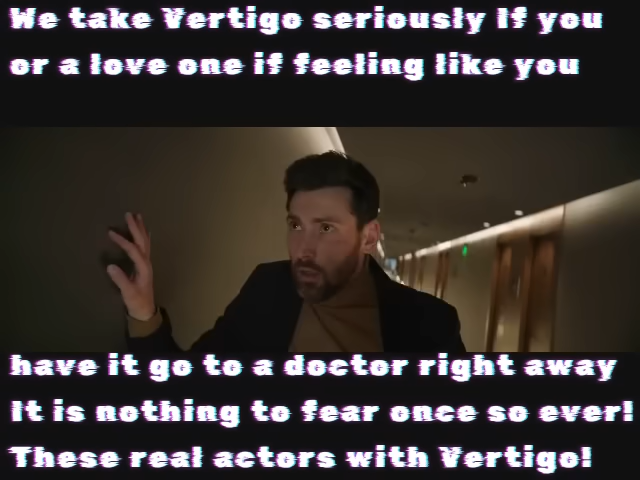 We take Vertigo seriously If you
or a love one if feeling like you
have it go to a doctor right away
It is nothing to fear once so ever!
These real actors with Vertigo!